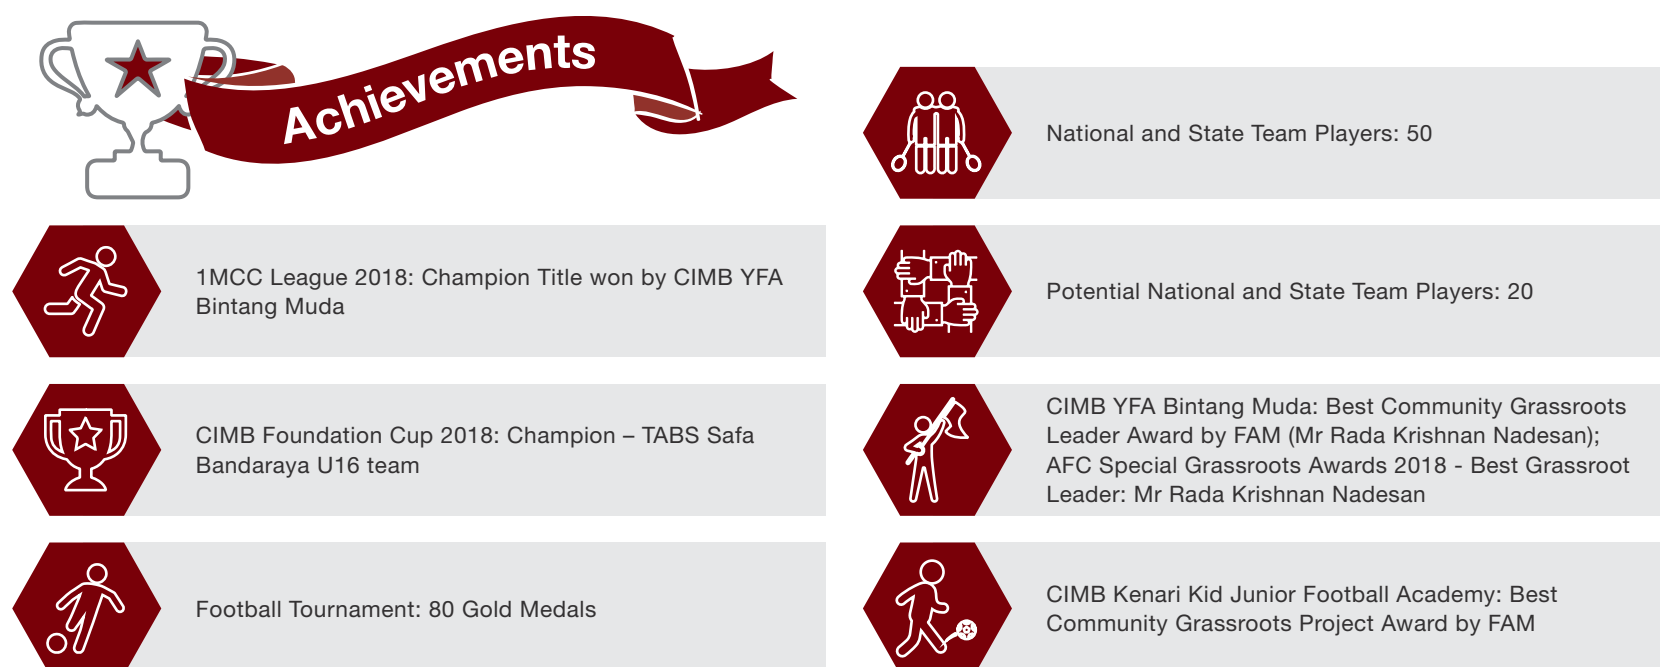 Achievements
1MCC League 2018: Champion Title won by CIMB YFA
Bintang Muda
CIMB Foundation Cup 2018: Champion – TABS Safa
Bandaraya U16 team
Football Tournament: 80 Gold Medals
National and State Team Players: 50
Potential National and State Team Players: 20
CIMB YFA Bintang Muda: Best Community Grassroots
Leader Award by FAM (Mr Rada Krishnan Nadesan);
AFC Special Grassroots Awards 2018 - Best Grassroot
Leader: Mr Rada Krishnan Nadesan
CIMB Kenari Kid Junior Football Academy: Best
Community Grassroots Project Award by FAM